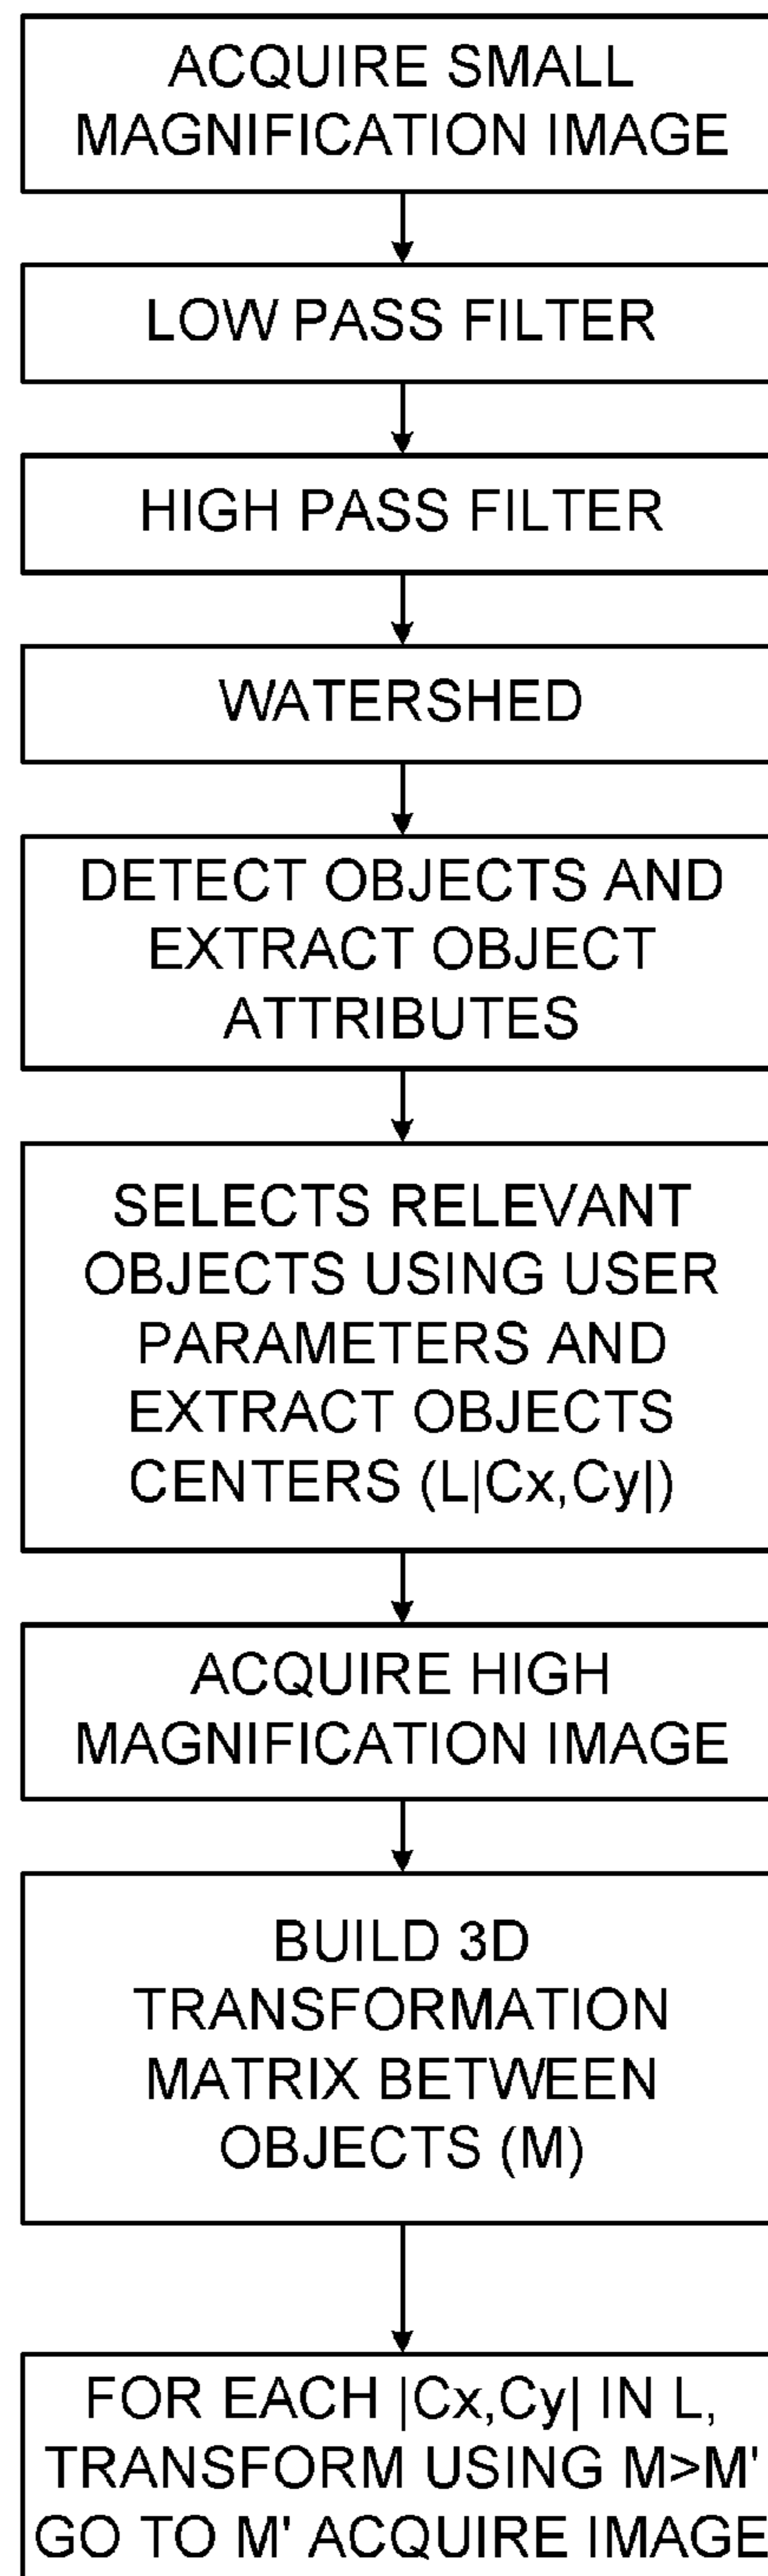 ACQUIRE SMALL
MAGNIFICATION IMAGE
LOW PASS FILTER
HIGH PASS FILTER
WATERSHED
DETECT OBJECTS AND
EXTRACT OBJECT
ATTRIBUTES
SELECTS RELEVANT
OBJECTS USING USER
PARAMETERS AND
EXTRACT OBJECTS
CENTERS (L|Cx,Cy|)
ACQUIRE HIGH
MAGNIFICATION IMAGE
BUILD 3D
TRANSFORMATION
MATRIX BETWEEN
OBJECTS (M)
FOR EACH |Cx,Cy| IN L,
TRANSFORM USING M>M'
GO TO M' ACQUIRE IMAGE